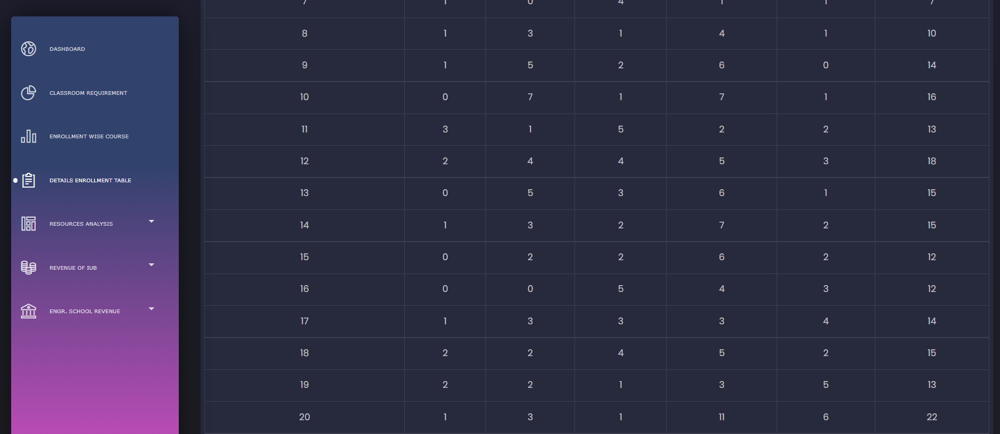 DASHBOARD
CLASSROOM REQUIREMENT
ENROLLMENT WISE COURSE
DETAILS ENROLLMENT TABLE
RESOURCES ANALYSIS
REVENUE OF IUB
ENGR. SCHOOL REVENUE
7 1 0 4 1 1 7
8 1 3 1 4 1 10
9 1 5 2 6 0 14
10 0 7 1 7 1 16
11 3 1 5 2 2 13
12 2 4 4 5 3 18
13 0 5 3 6 1 15
14 1 3 2 7 2 15
15 0 2 2 6 2 12
16 0 0 5 4 3 12
17 1 3 3 3 4 14
18 2 2 4 5 2 15
19 2 2 1 3 5 13
20 1 3 1 11 6 22